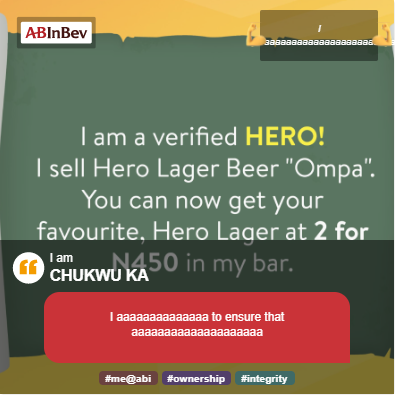 ABInBev
I
aaaaaaaaaaaaaaaaaaaa
I am a verified HERO!
I sell Hero Lager Beer "Ompa".
You can now get your
favourite, Hero Lager at 2 for
N450 in my bar.
I am
CHUKWU KA
I aaaaaaaaaaaaaa to ensure that
aaaaaaaaaaaaaaaaaaaa
#me@abi #ownership #integrity